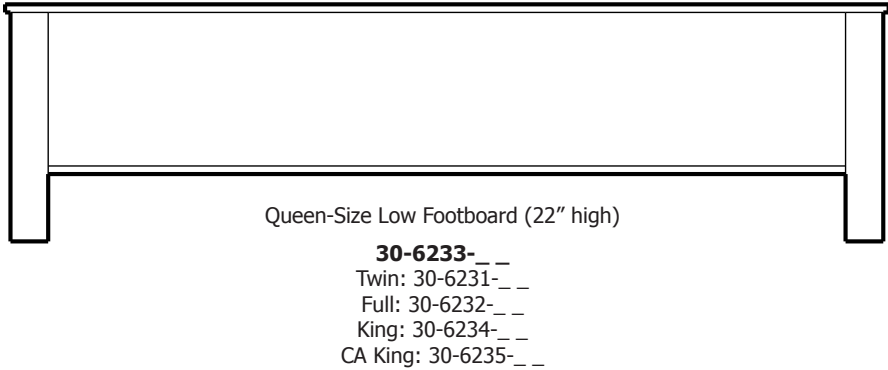 Queen-Size Low Footboard (22” high)
30-6233-_ _
Twin: 30-6231-_ _
Full: 30-6232-_ _
King: 30-6234-_ _
CA King: 30-6235-_ _